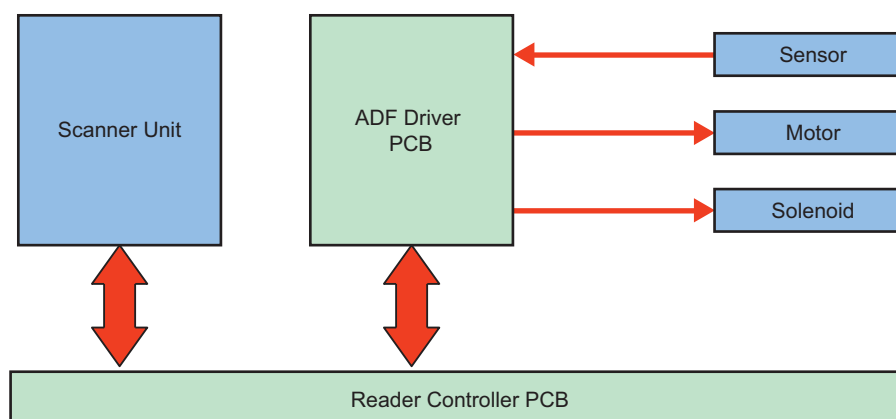 Scanner Unit
ADF Driver
PCB
Sensor
Motor
Solenoid
Reader Controller PCB